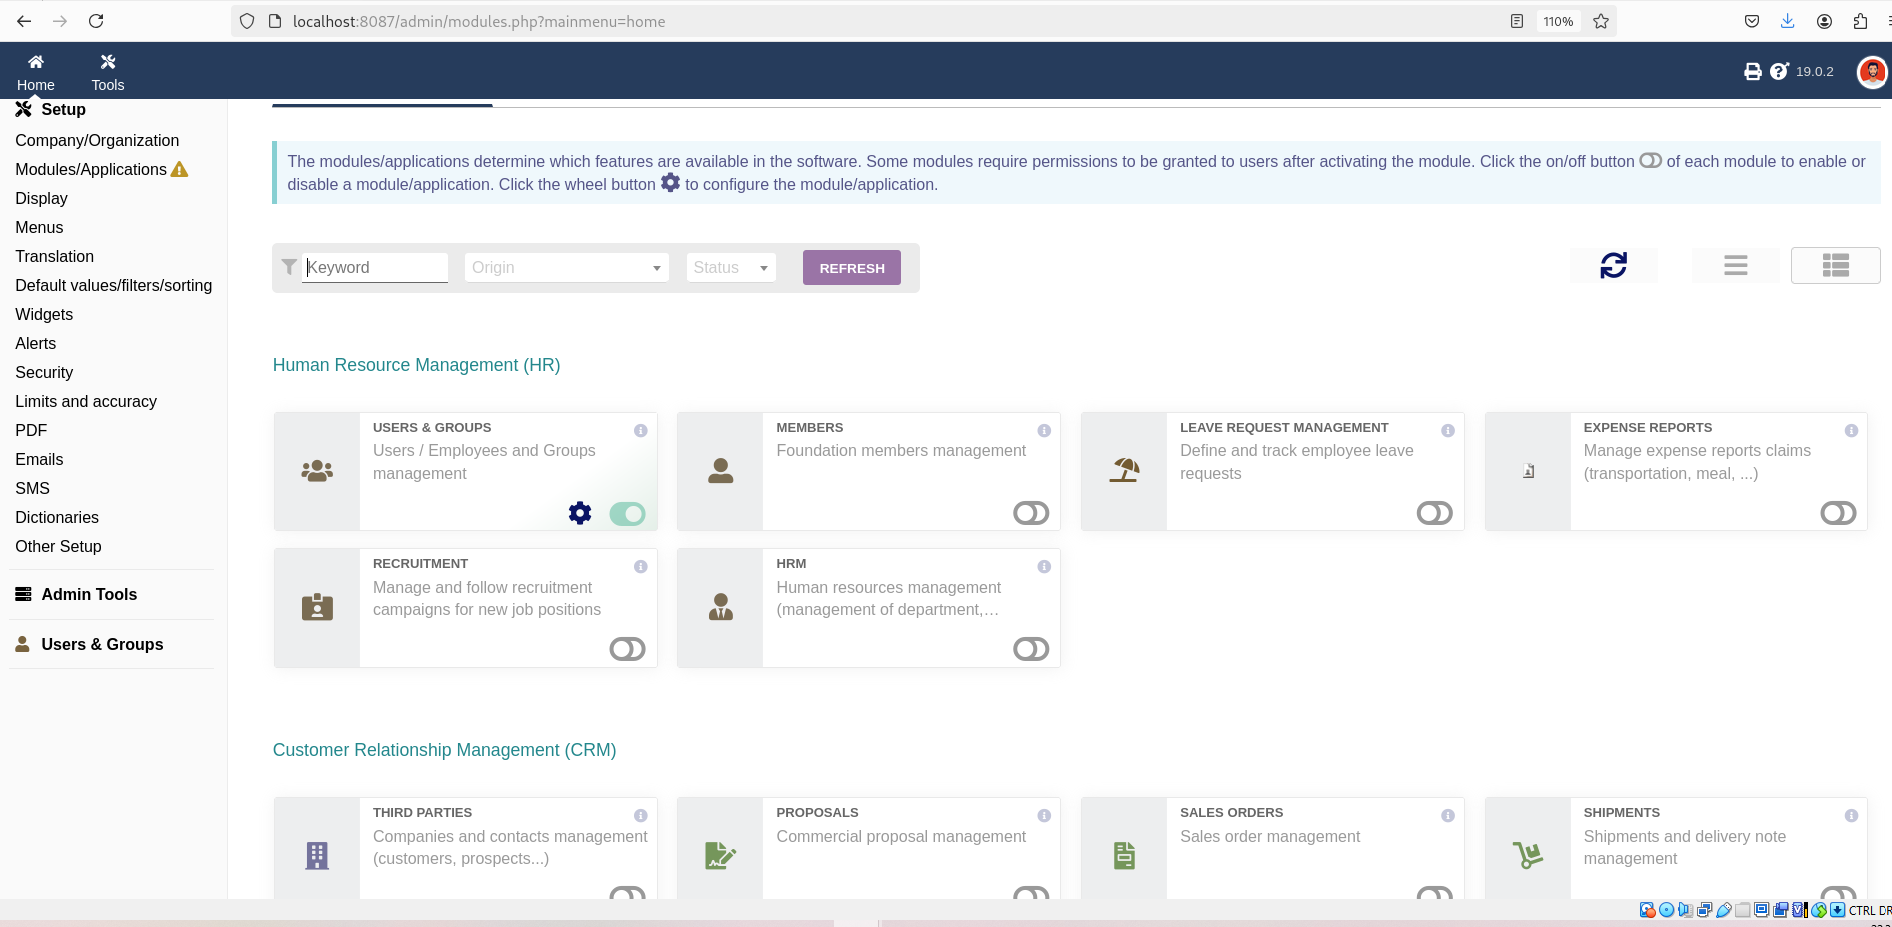 localhost:8087/admin/modules.php?mainmenu=home
110%
Home
Tools
19.0.2
Setup
Company/Organization
Modules/Applications
Display
Menus
Translation
Default values/filters/sorting
Widgets
Alerts
Security
Limits and accuracy
PDF
Emails
SMS
Dictionaries
Other Setup
Admin Tools
Users & Groups
The modules/applications determine which features are available in the software. Some modules require permissions to be granted to users after activating the module. Click the on/off button of each module to enable or
disable a module/application. Click the wheel button to configure the module/application.
Keyword
Origin
Status
REFRESH
Human Resource Management (HR)
USERS & GROUPS
Users / Employees and Groups
management
MEMBERS
Foundation members management
LEAVE REQUEST MANAGEMENT
Define and track employee leave
requests
EXPENSE REPORTS
Manage expense reports claims
(transportation, meal, ...)
RECRUITMENT
Manage and follow recruitment
campaigns for new job positions
HRM
Human resources management
(management of department,…
Customer Relationship Management (CRM)
THIRD PARTIES
Companies and contacts management
(customers, prospects...)
PROPOSALS
Commercial proposal management
SALES ORDERS
Sales order management
SHIPMENTS
Shipments and delivery note
management
CTRL DR